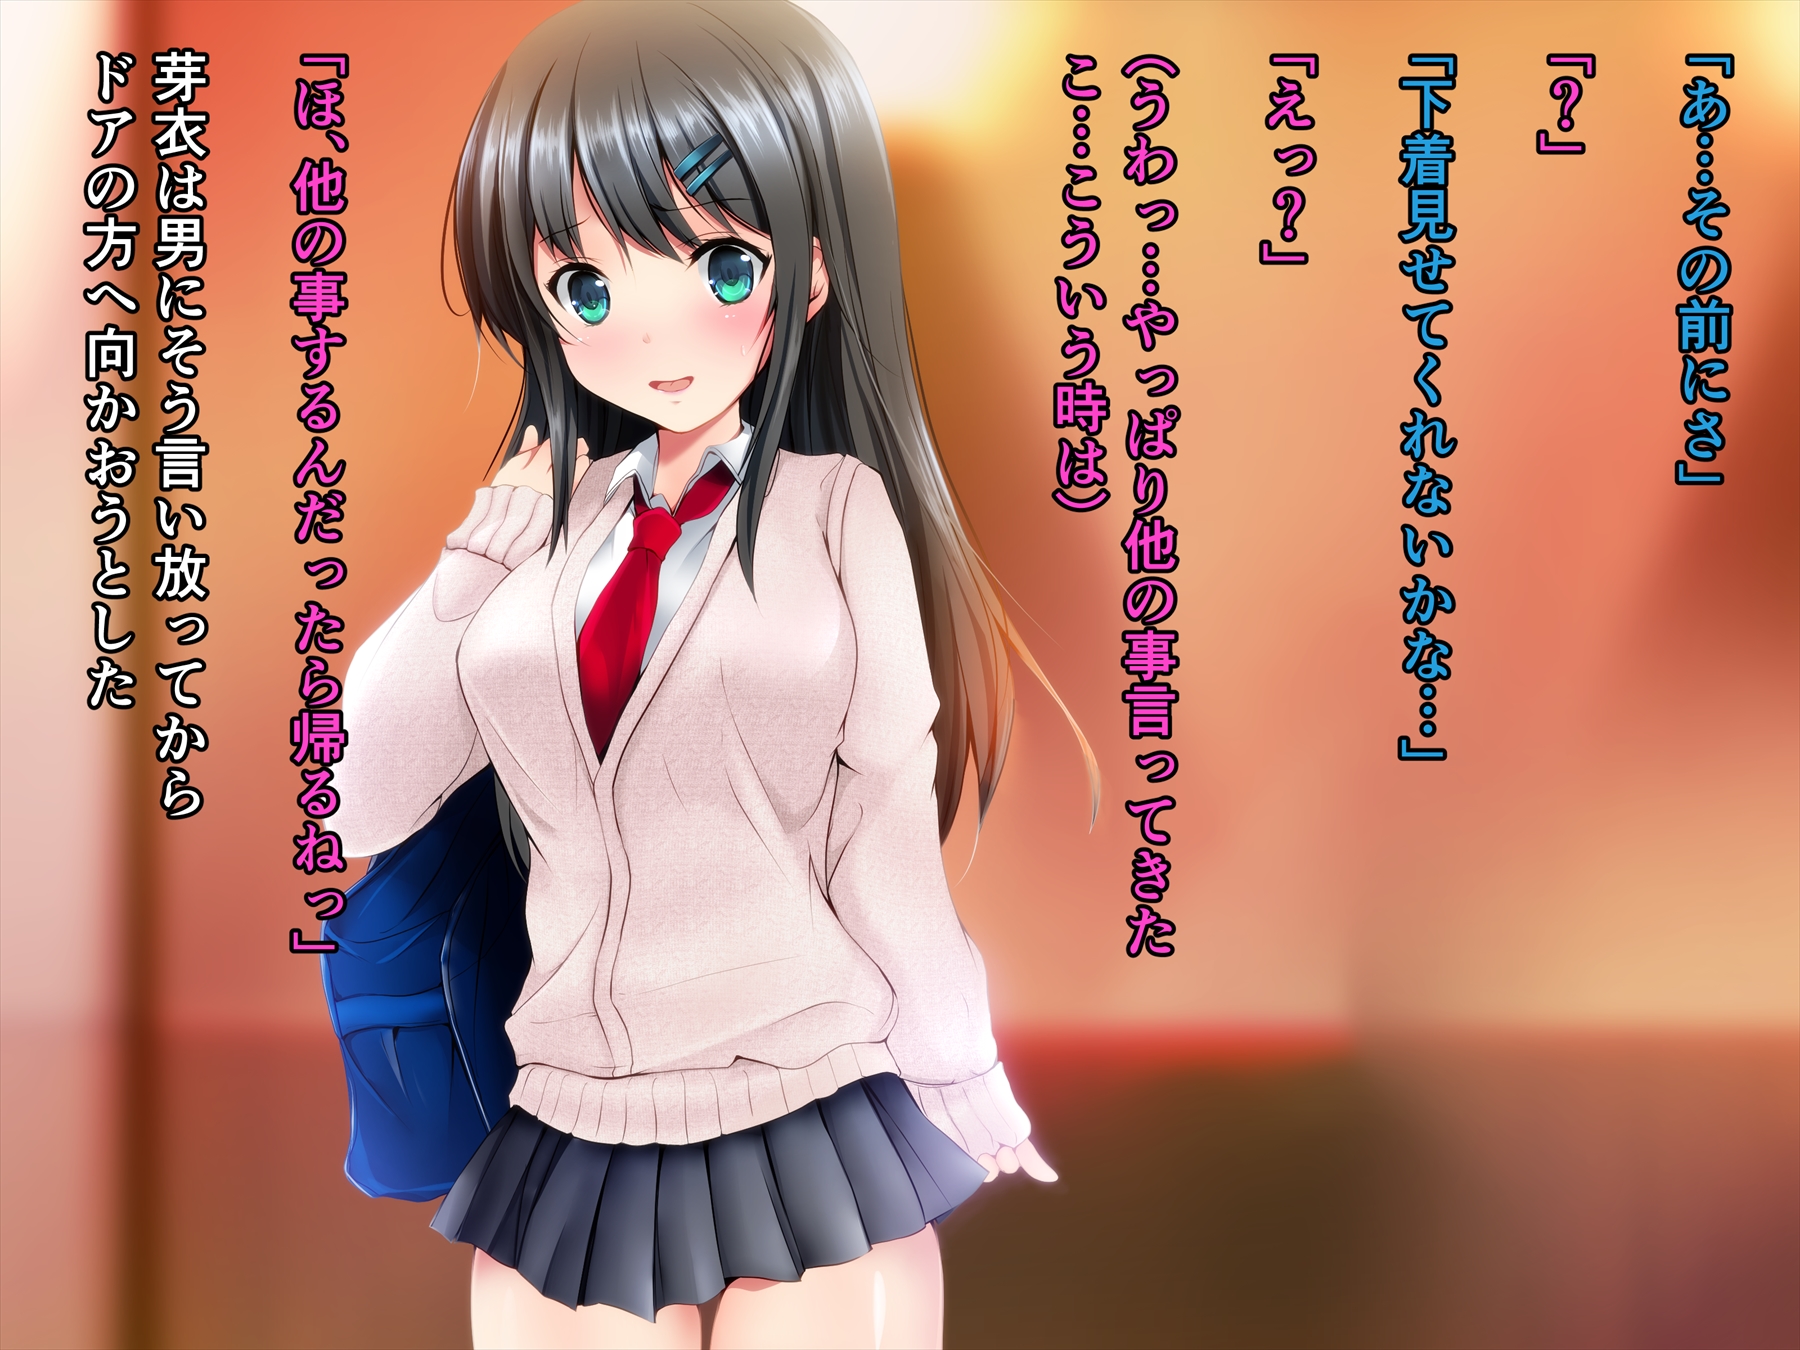 「あ…その前にさ」
「？」
「下着見せてくれないかな…」
「えっ？」
(うわっ…やっぱり他の事言ってきた
こ…こういう時は)
「ほ、他の事するんだったら帰るねっ」
芽衣は男にそう言い放ってから
ドアの方へ向かおうとした